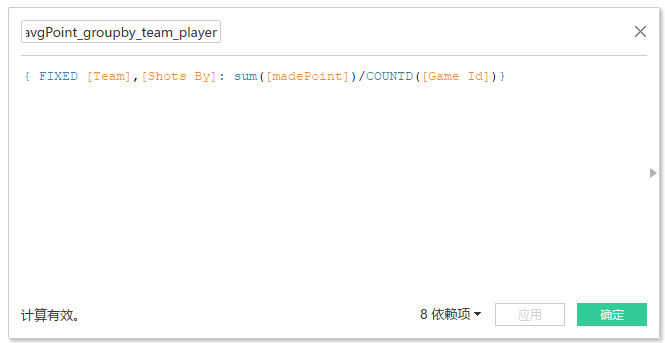 avgPoint_groupby_team_player
{ FIXED [Team],[Shots By]: sum([madePoint])/COUNTD([Game Id])}
计算有效。
8 依赖项
应用
确定